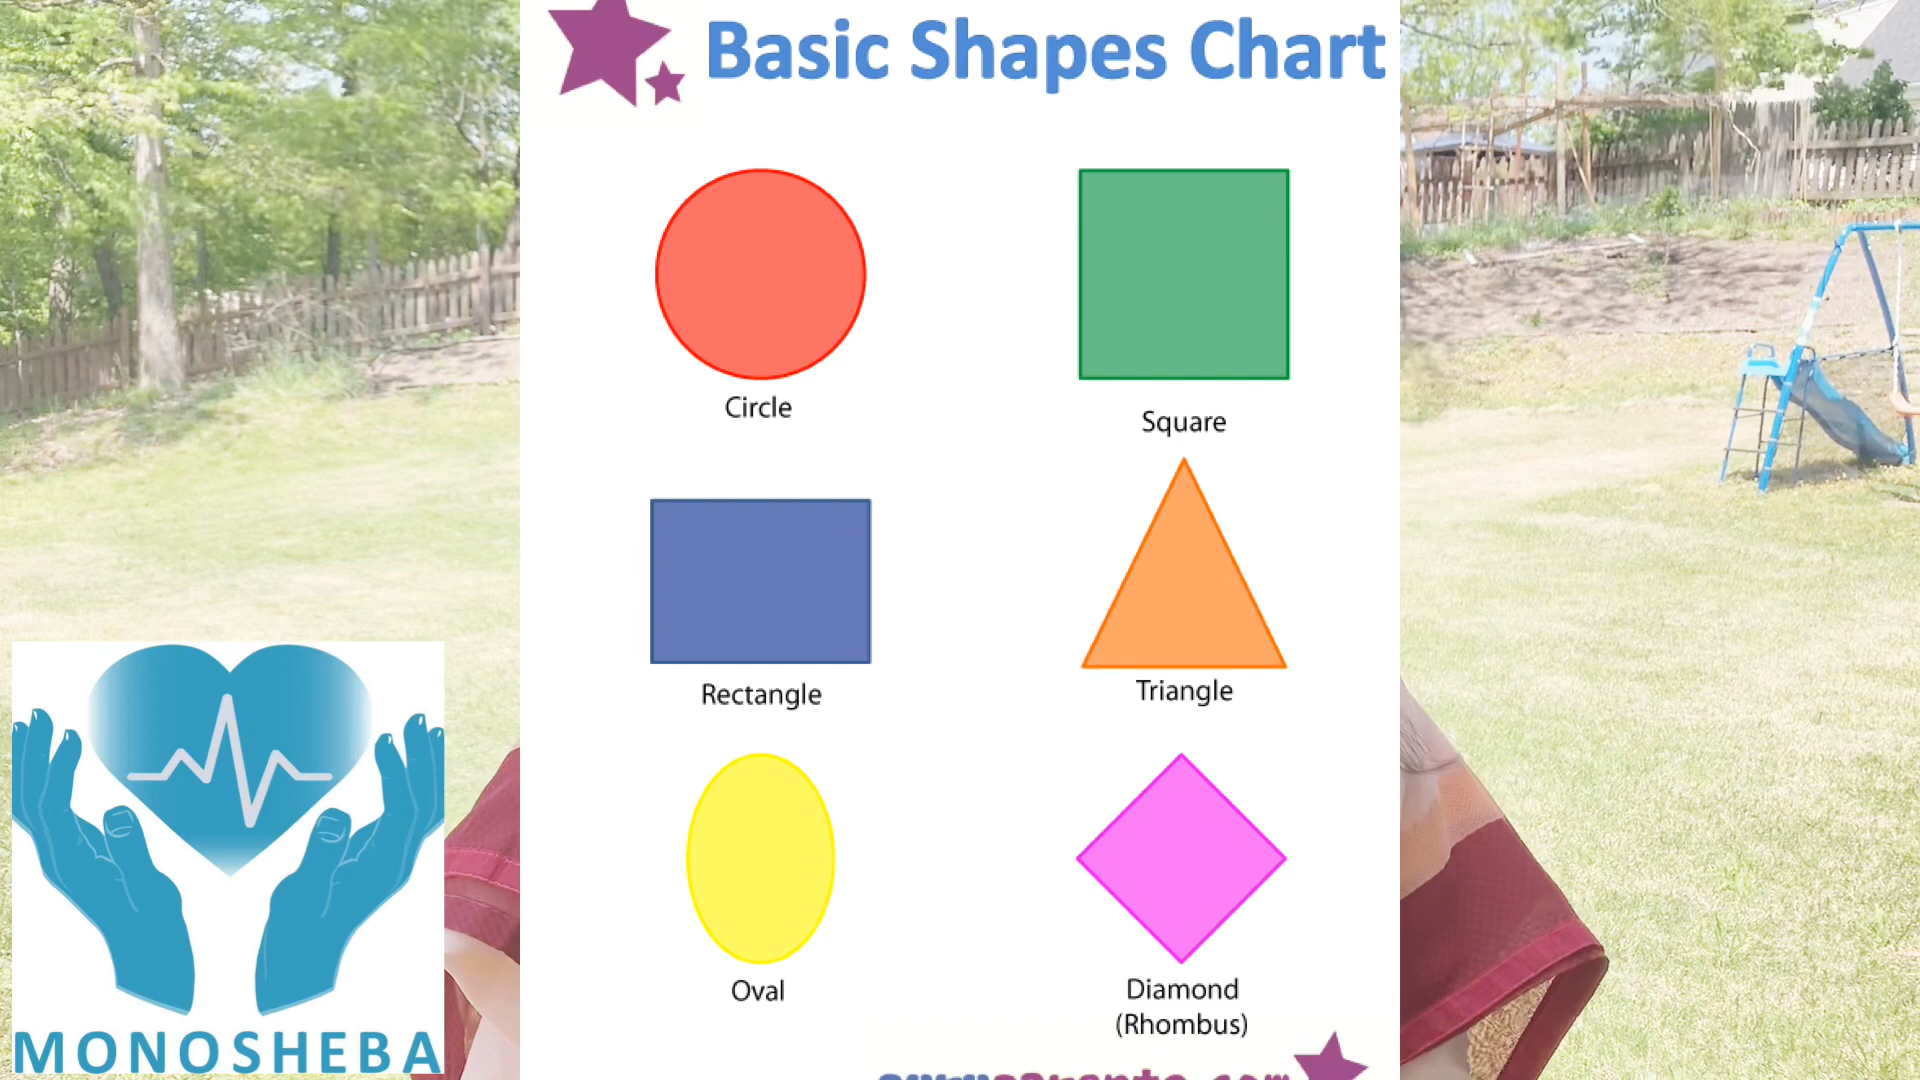 Basic Shapes Chart
Circle
Square
Rectangle
Triangle
Oval
Diamond
(Rhombus)
MONOSHEBA